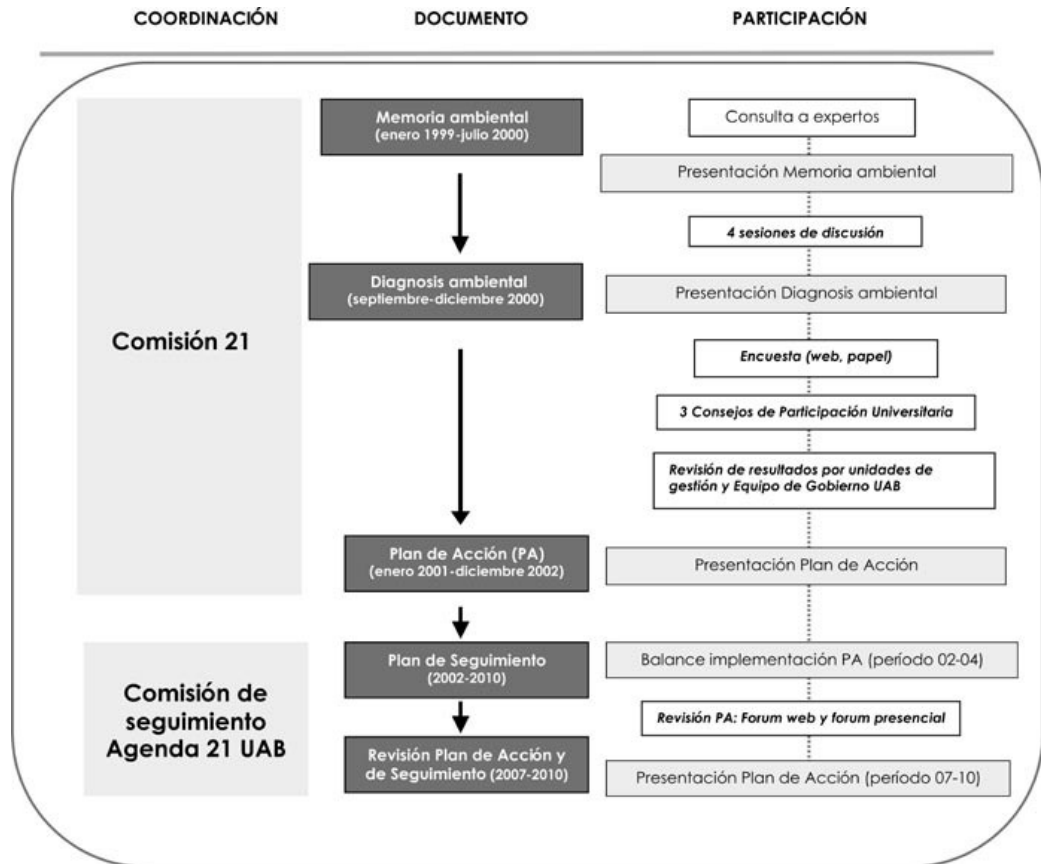 COORDINACIÓN
DOCUMENTO
PARTICIPACIÓN
Comisión 21
Comisión de
seguimiento
Agenda 21 UAB
Memoria ambiental
(enero 1999-julio 2000)
Diagnosis ambiental
(septiembre-diciembre 2000)
Plan de Acción (PA)
(enero 2001-diciembre 2002)
Plan de Seguimiento
(2002-2010)
Revisión Plan de Acción y
de Seguimiento (2007-2010)
Consulta a expertos
Presentación Memoria ambiental
4 sesiones de discusión
Presentación Diagnosis ambiental
Encuesta (web, papel)
3 Consejos de Participación Universitaria
Revisión de resultados por unidades de
gestión y Equipo de Gobierno UAB
Presentación Plan de Acción
Balance implementación PA (período 02-04)
Revisión PA: Forum web y forum presencial
Presentación Plan de Acción (período 07-10)